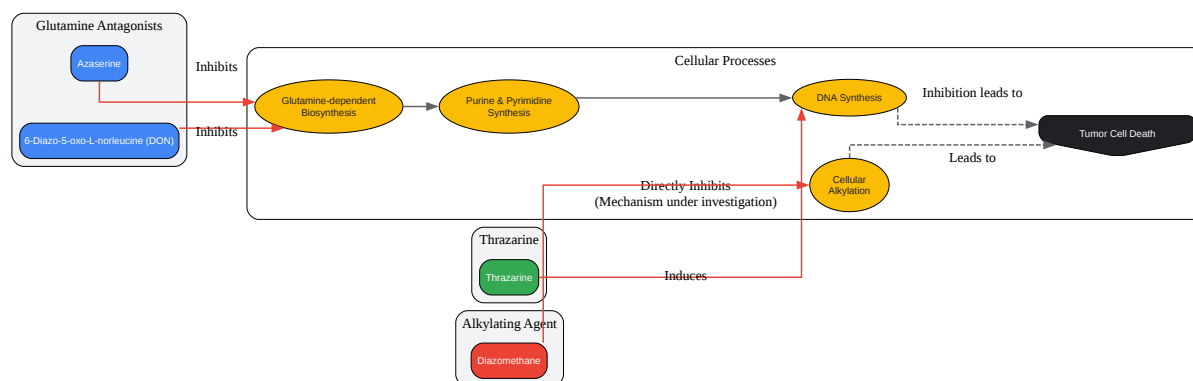 Glutamine Antagonists
Azaserine
Inhibits
6-Diazo-5-oxo-L-norleucine (DON)
Inhibits
Cellular Processes
Glutamine-dependent
Biosynthesis
Purine & Pyrimidine
Synthesis
DNA Synthesis
Inhibition leads to
Tumor Cell Death
Leads to
Cellular
Alkylation
Directly Inhibits
(Mechanism under investigation)
Thrazarine
Thrazarine
Induces
Alkylating Agent
Diazomethane